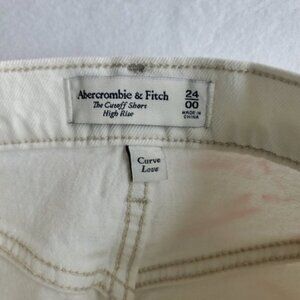 Abercrombie & Fitch
The Cutoff Short
High Rise
24
00
MADE IN
CHINA
Curve
Love